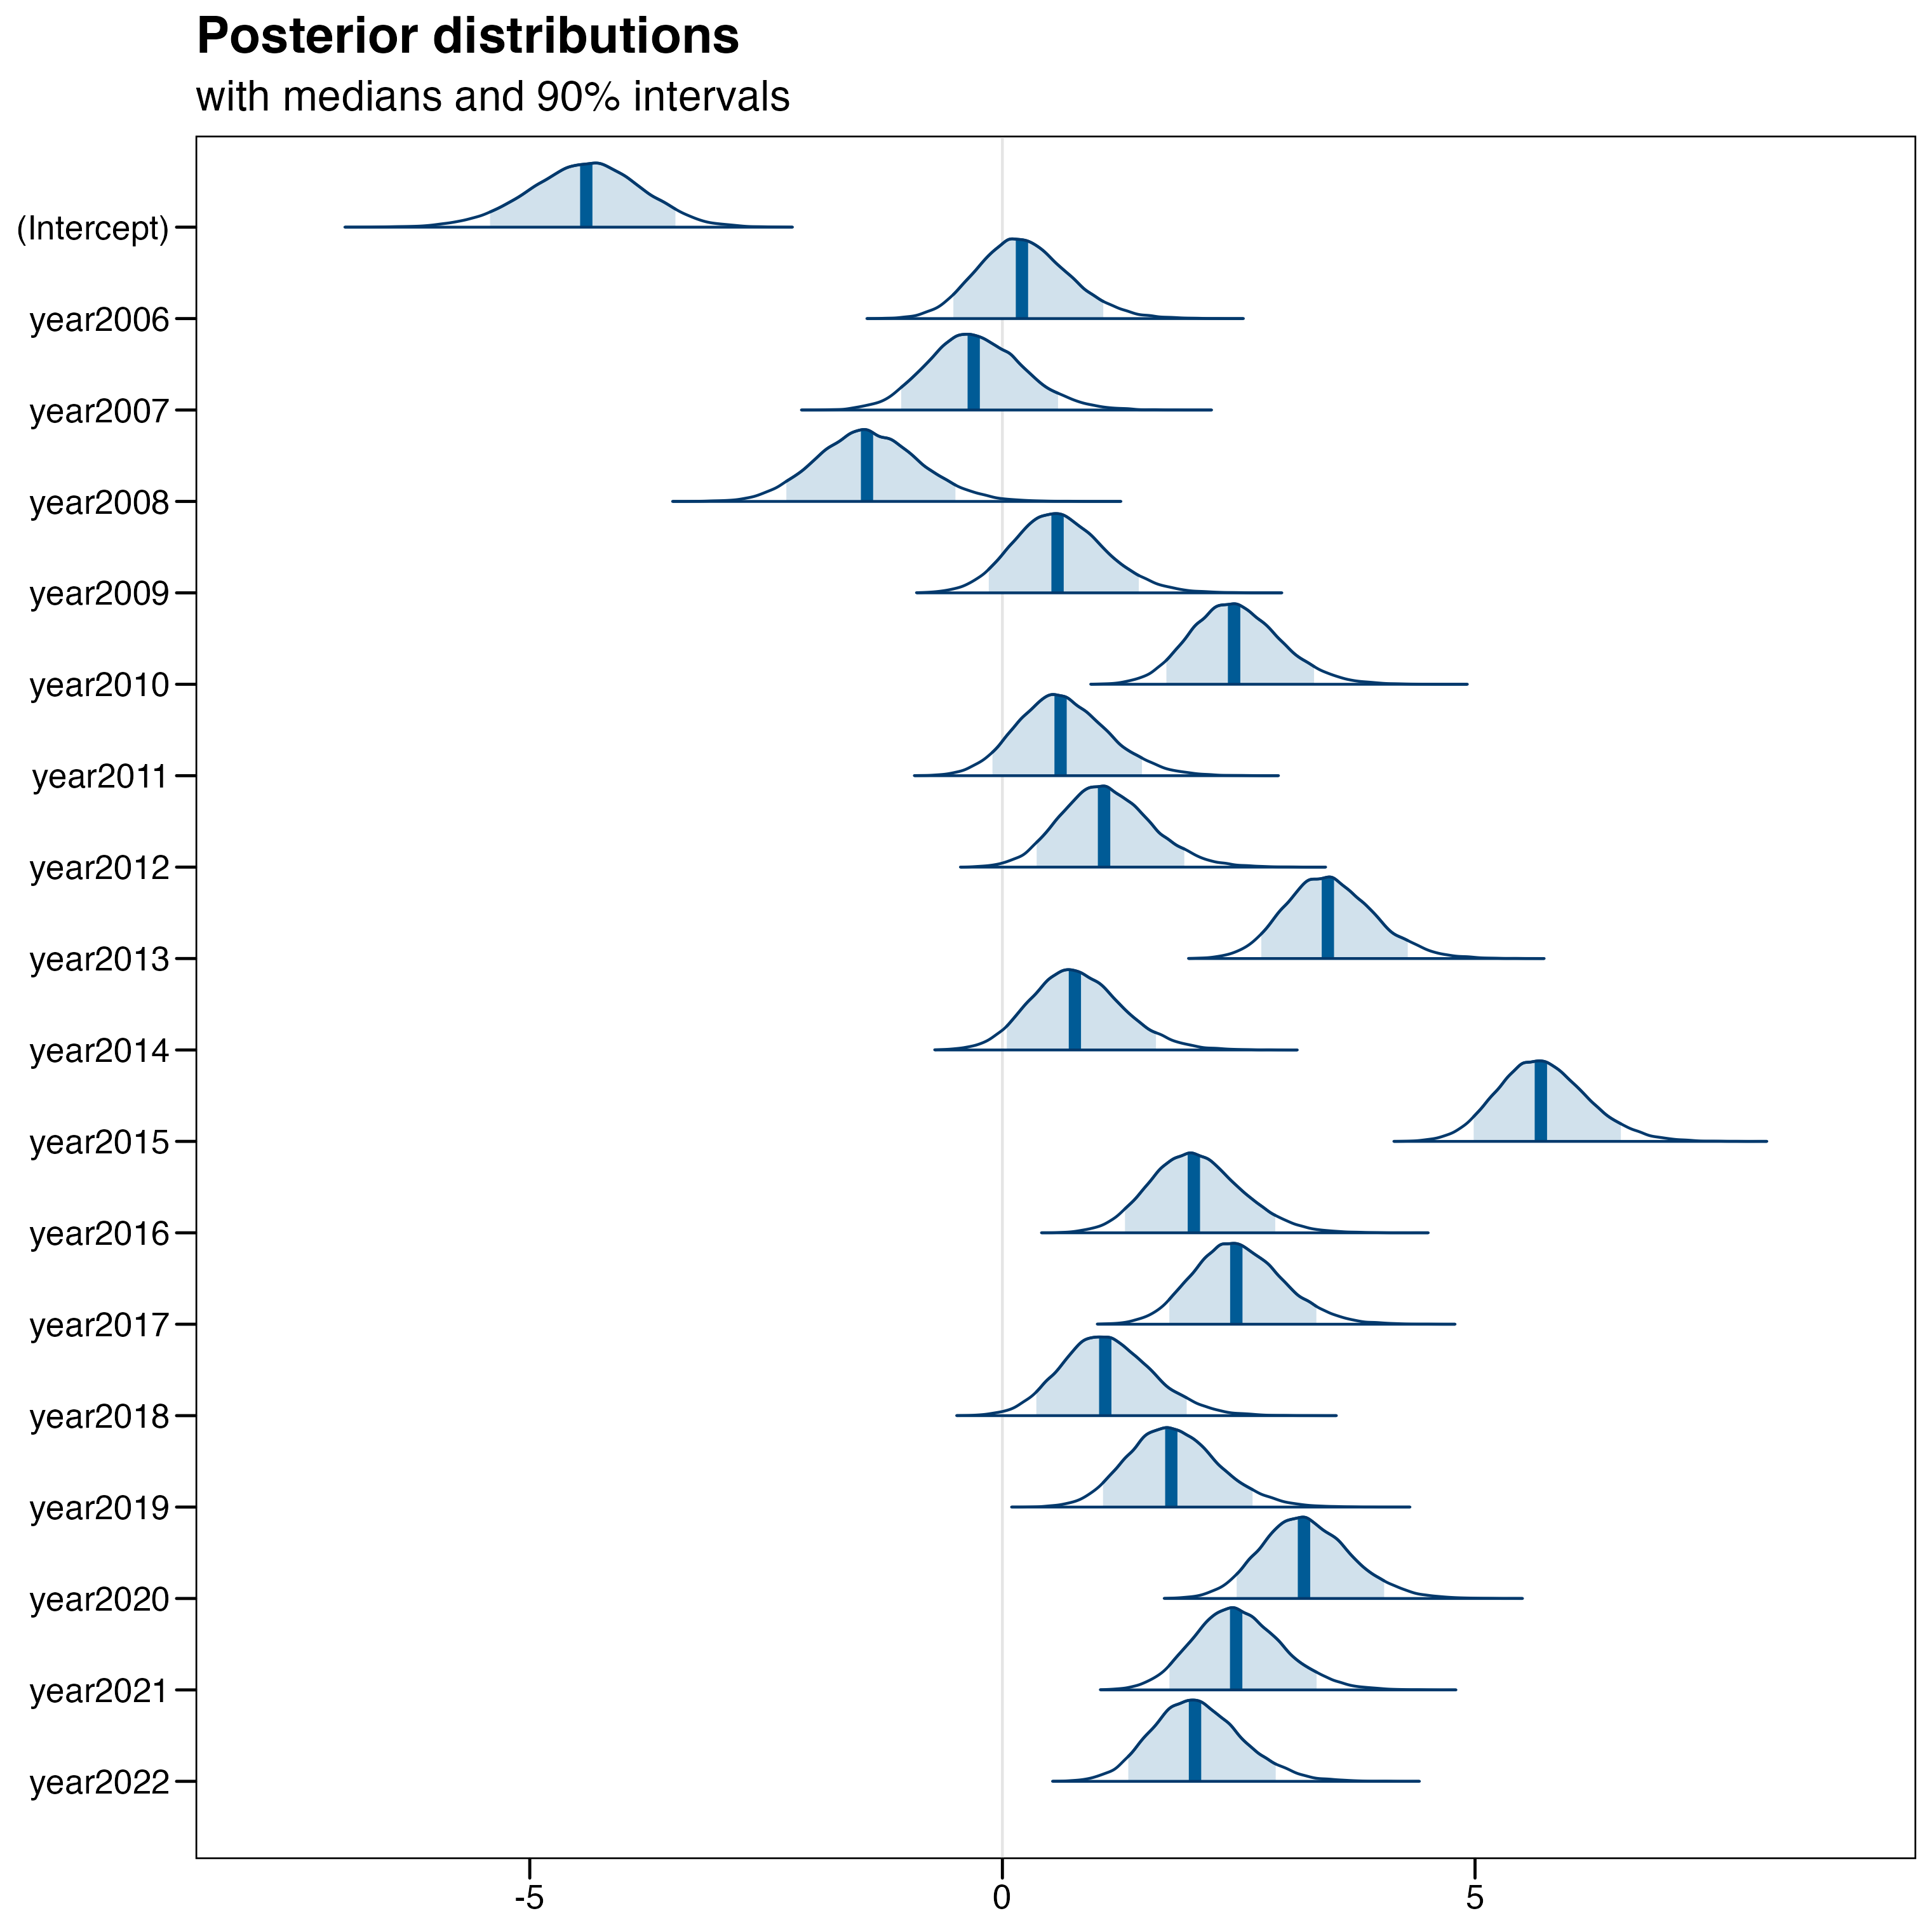 Posterior distributions
with medians and 90% intervals
(Intercept)
year2006
year2007
year2008
year2009
year2010
year2011
year2012
year2013
year2014
year2015
year2016
year2017
year2018
year2019
year2020
year2021
year2022
-5 0 5